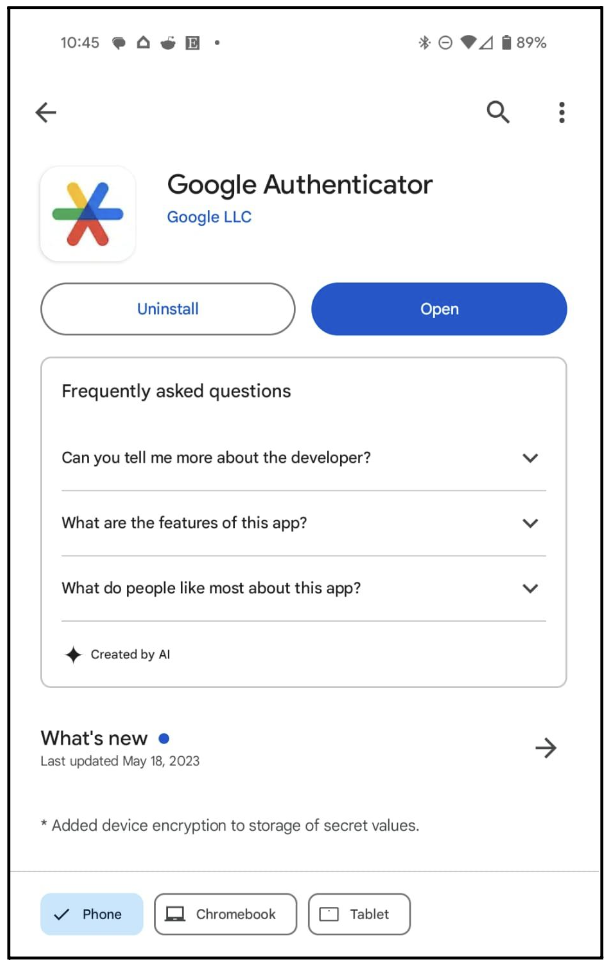 10:45
89%
Google Authenticator
Google LLC
Uninstall
Open
Frequently asked questions
Can you tell me more about the developer?
What are the features of this app?
What do people like most about this app?
Created by AI
What's new
Last updated May 18, 2023
* Added device encryption to storage of secret values.
Phone
Chromebook
Tablet